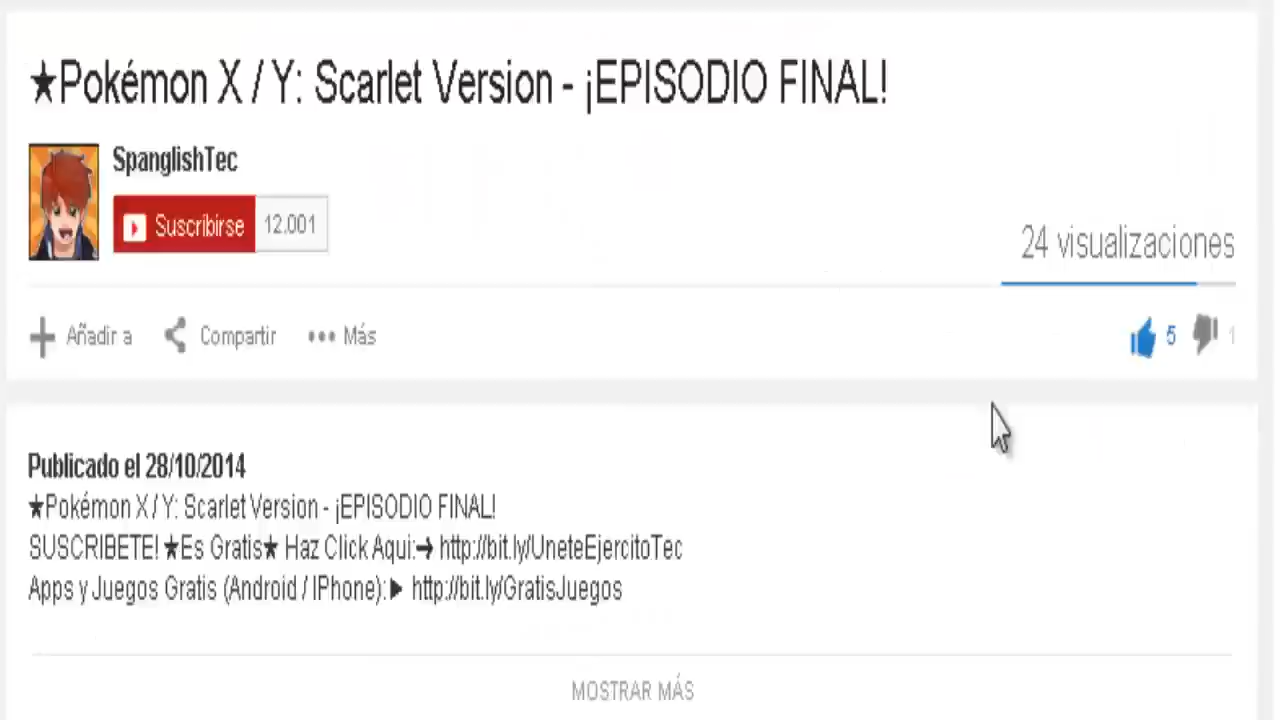 ★Pokémon X / Y: Scarlet Version - ¡EPISODIO FINAL!
SpanglishTec
Suscribirse 12.001
24 visualizaciones
Añadir a Compartir ••• Más 5 1
Publicado el 28/10/2014
★Pokémon X / Y: Scarlet Version - ¡EPISODIO FINAL!
SUSCRIBETE! ★Es Gratis★ Haz Click Aqui:➜ http://bit.ly/UneteEjercitoTec
Apps y Juegos Gratis (Android / IPhone):► http://bit.ly/GratisJuegos
MOSTRAR MÁS